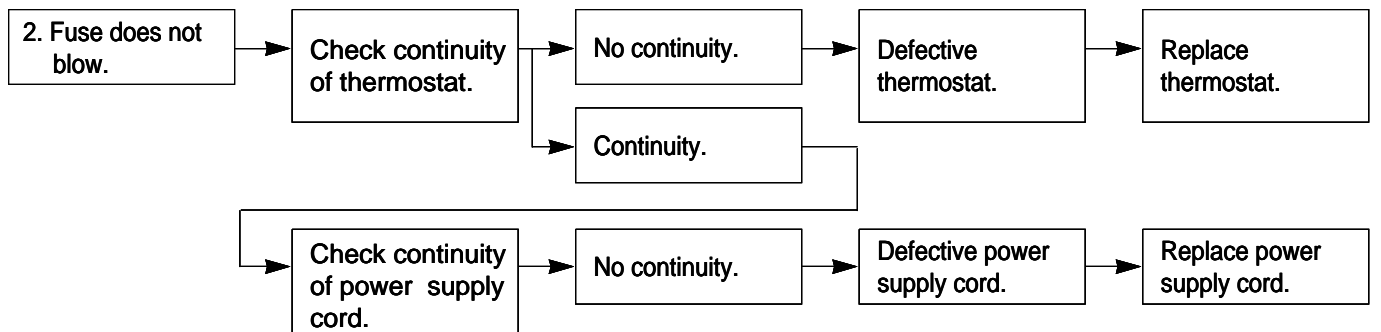 2. Fuse does not
blow.
Check continuity
of thermostat.
No continuity.
Defective
thermostat.
Replace
thermostat.
Continuity.
Check continuity
of power supply
cord.
No continuity.
Defective power
supply cord.
Replace power
supply cord.